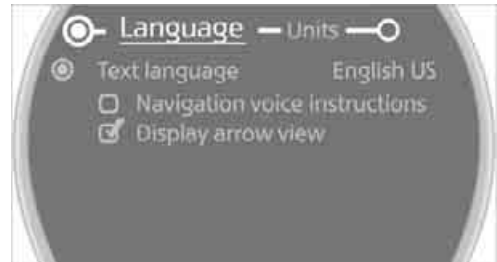 Language Units
Text language English US
Navigation voice instructions
Display arrow view